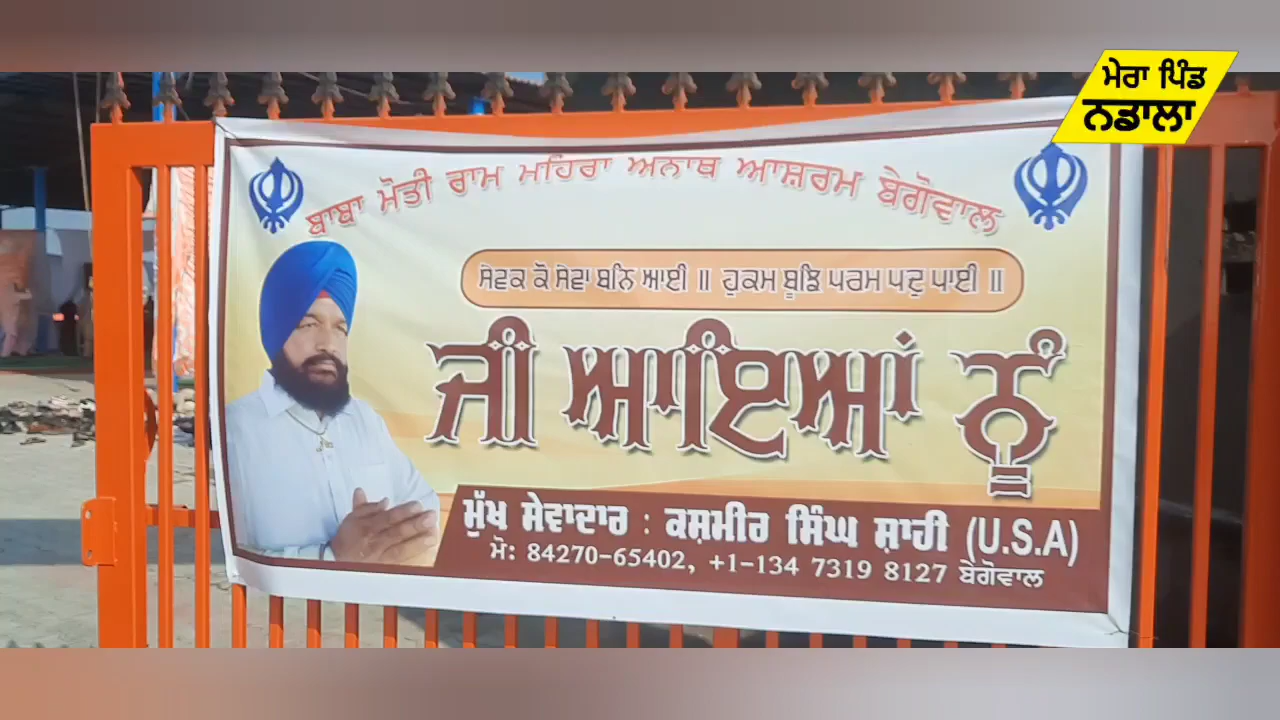 ਮੇਰਾ ਪਿੰਡ
ਨਡਾਲਾ
ਬਾਬਾ ਮੋਤੀ ਰਾਮ ਮਹਿਰਾ ਅਨਾਥ ਆਸ਼ਰਮ ਬੇਗੋਵਾਲ
ਸੇਵਕ ਕੋ ਸੇਵਾ ਬਨਿ ਆਈ ॥ ਹੁਕਮ ਬੂਝਿ ਪਰਮ ਪਦੁ ਪਾਈ ॥
ਜੀ ਆਇਆਂ ਨੂੰ
ਮੁੱਖ ਸੇਵਾਦਾਰ : ਕਸ਼ਮੀਰ ਸਿੰਘ ਸ਼ਾਹੀ (U.S.A)
ਮੋ: 84270-65402, +1-134 7319 8127 ਬੇਗੋਵਾਲ